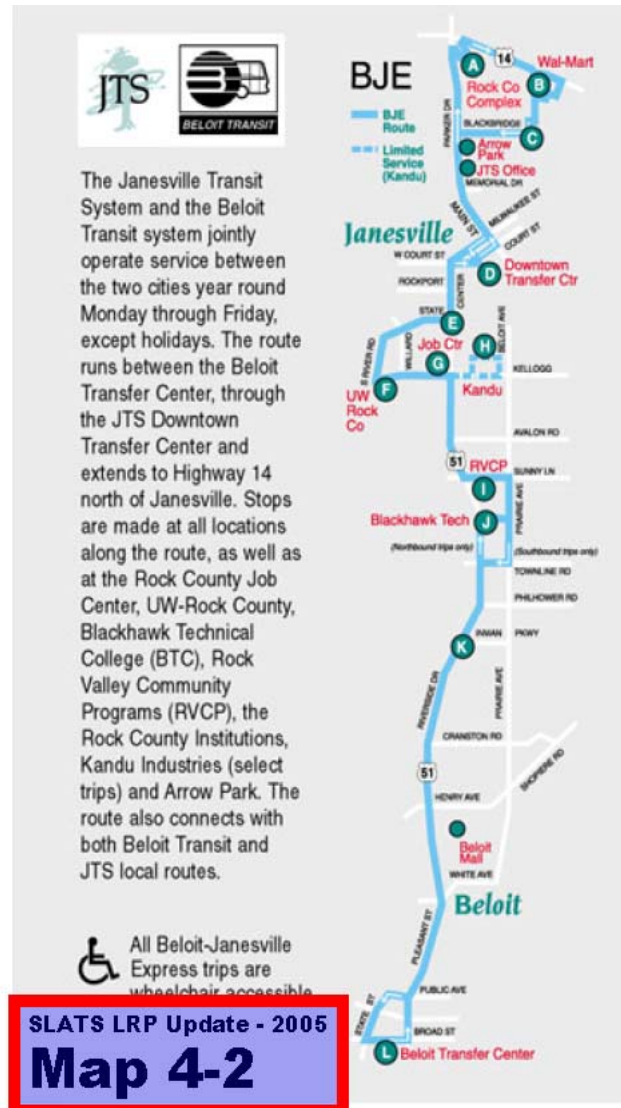 JTS
BELOIT TRANSIT
The Janesville Transit
System and the Beloit
Transit system jointly
operate service between
the two cities year round
Monday through Friday,
except holidays. The route
runs between the Beloit
Transfer Center, through
the JTS Downtown
Transfer Center and
extends to Highway 14
north of Janesville. Stops
are made at all locations
along the route, as well as
at the Rock County Job
Center, UW-Rock County,
Blackhawk Technical
College (BTC), Rock
Valley Community
Programs (RVCP), the
Rock County Institutions,
Kandu Industries (select
trips) and Arrow Park. The
route also connects with
both Beloit Transit and
JTS local routes.
All Beloit-Janesville
Express trips are
wheelchair accessible
SLATS LRP Update - 2005
Map 4-2
BJE
BJE
Route
Limited
Service
(Kandu)
14
Wal-Mart
A
B
Rock Co
Complex
PARKER DR
BLACKBRIDGE
C
Arrow
Park
JTS Office
MEMORIAL DR
MAIN ST
MILWAUKEE ST
COURT ST
Janesville
W COURT ST
D
Downtown
Transfer Ctr
ROCKPORT
CENTER
STATE
E
BELOIT AVE
S RIVER RD
WILLARD
Job Ctr
H
G
KELLOGG
F
Kandu
UW
Rock
Co
AVALON RD
51
RVCP
SUNNY LN
I
PRAIRIE AVE
Blackhawk Tech
J
(Northbound trips only)
(Southbound trips only)
TOWNLINE RD
PHILHOWER RD
INMAN PKWY
K
RIVERSIDE DR
PRAIRIE AVE
CRANSTON RD
SHOPIERE RD
51
HENRY AVE
Beloit
Mall
WHITE AVE
Beloit
PLEASANT ST
PUBLIC AVE
STATE ST
BROAD ST
L
Beloit Transfer Center